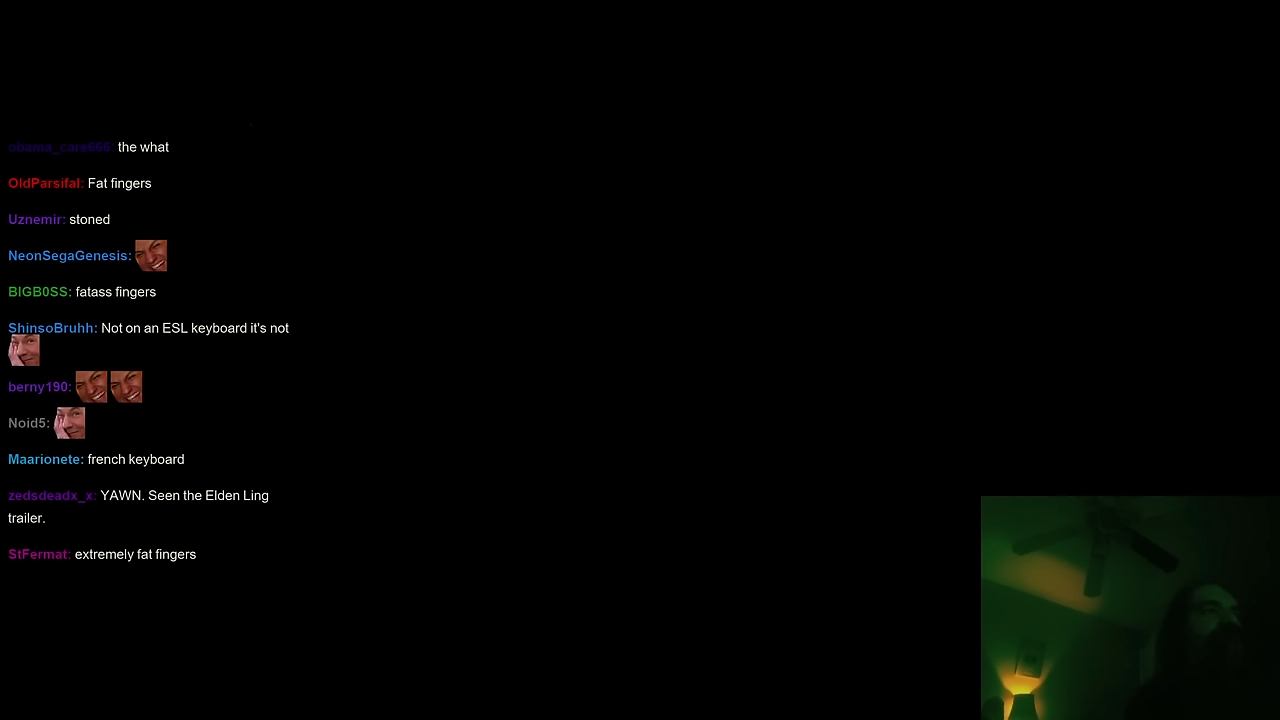 obama_care666: the what
OldParsifal: Fat fingers
Uznemir: stoned
NeonSegaGenesis:
BIGB0SS: fatass fingers
ShinsoBruhh: Not on an ESL keyboard it's not
berny190:
Noid5:
Maarionete: french keyboard
zedsdeadx_x: YAWN. Seen the Elden Ling
trailer.
StFermat: extremely fat fingers